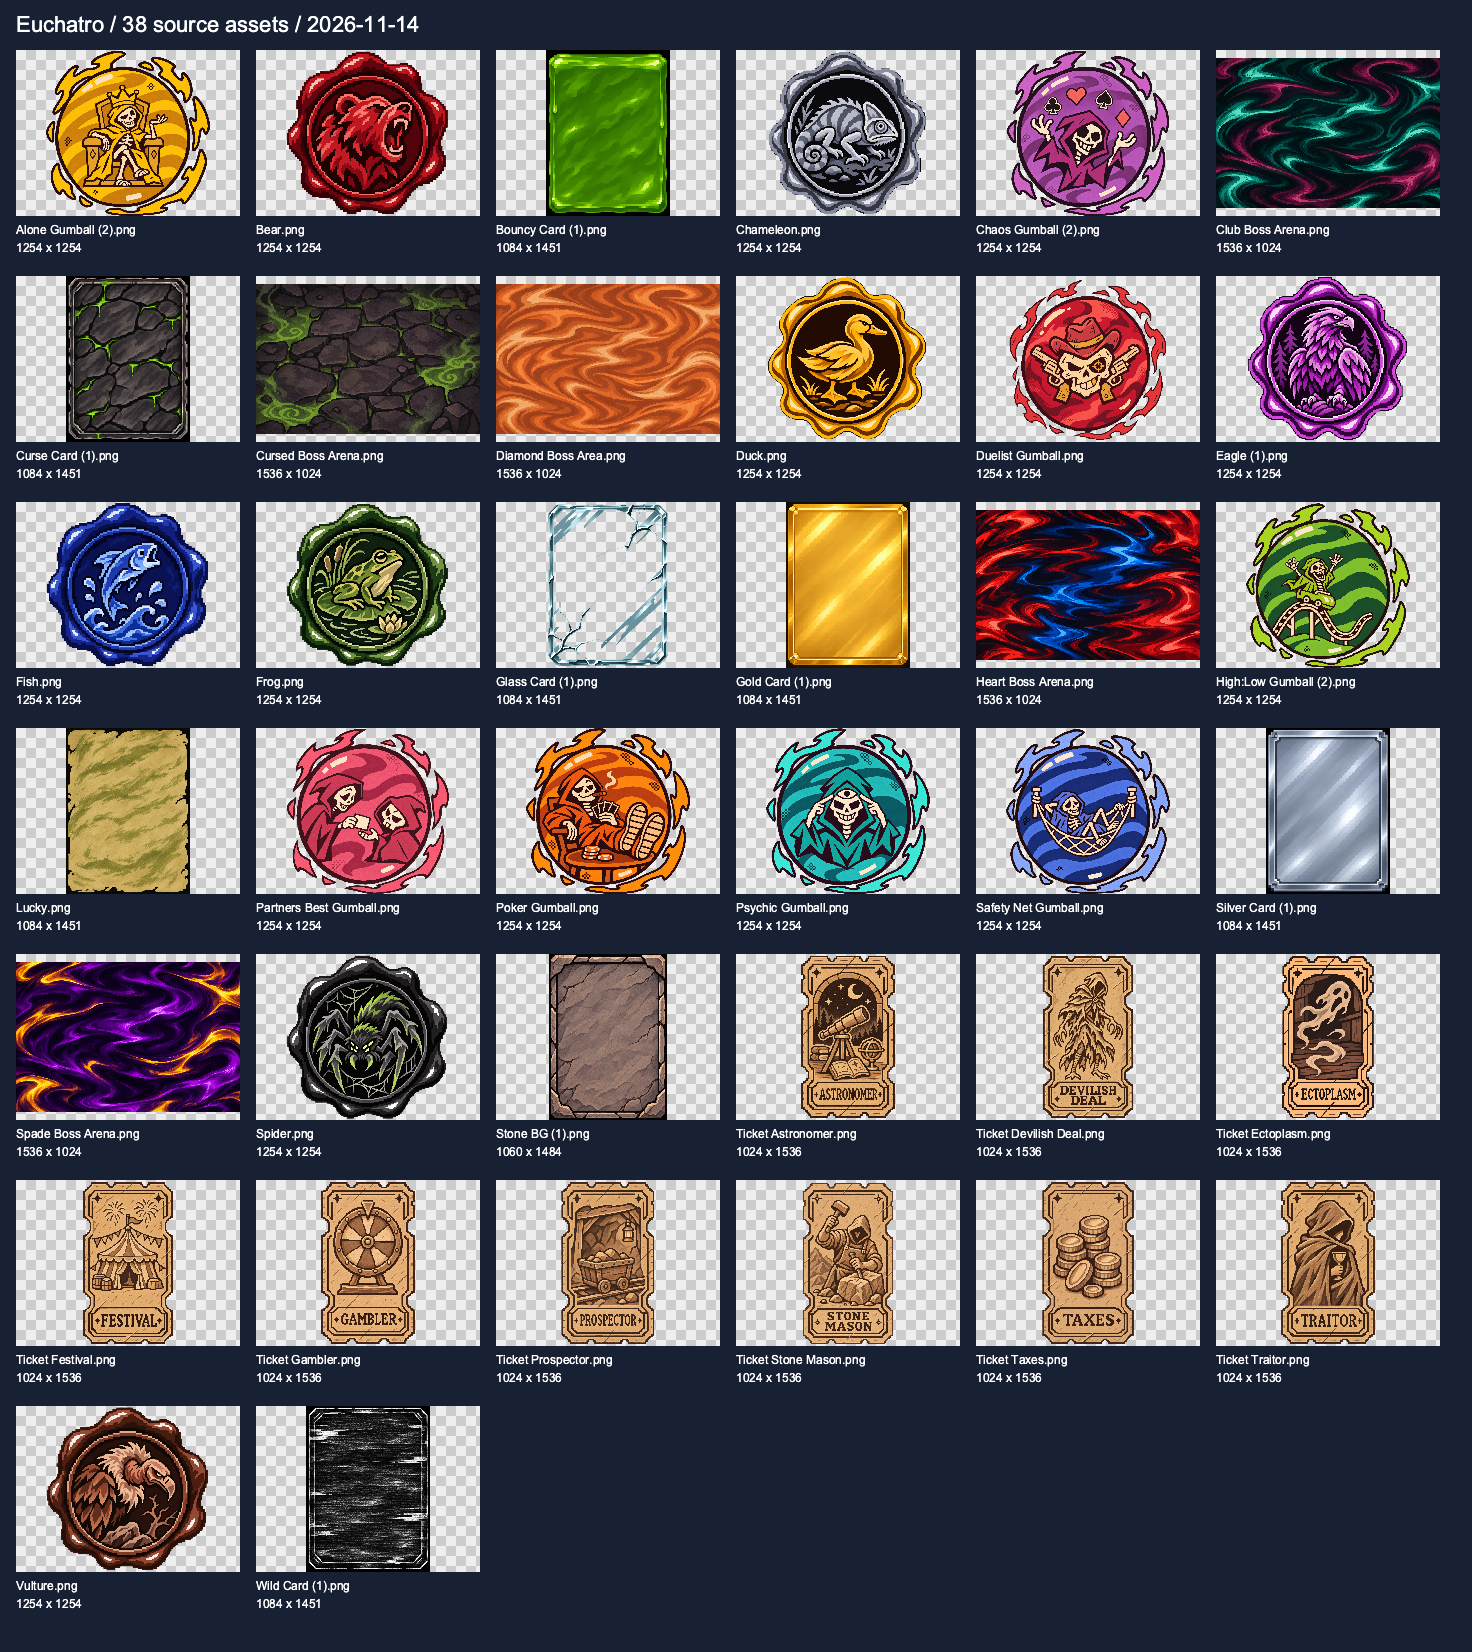 Euchatro / 38 source assets / 2026-11-14
Alone Gumball (2).png
1254 x 1254
Bear.png
1254 x 1254
Bouncy Card (1).png
1084 x 1451
Chameleon.png
1254 x 1254
Chaos Gumball (2).png
1254 x 1254
Club Boss Arena.png
1536 x 1024
Curse Card (1).png
1084 x 1451
Cursed Boss Arena.png
1536 x 1024
Diamond Boss Area.png
1536 x 1024
Duck.png
1254 x 1254
Duelist Gumball.png
1254 x 1254
Eagle (1).png
1254 x 1254
Fish.png
1254 x 1254
Frog.png
1254 x 1254
Glass Card (1).png
1084 x 1451
Gold Card (1).png
1084 x 1451
Heart Boss Arena.png
1536 x 1024
High:Low Gumball (2).png
1254 x 1254
Lucky.png
1084 x 1451
Partners Best Gumball.png
1254 x 1254
Poker Gumball.png
1254 x 1254
Psychic Gumball.png
1254 x 1254
Safety Net Gumball.png
1254 x 1254
Silver Card (1).png
1084 x 1451
Spade Boss Arena.png
1536 x 1024
Spider.png
1254 x 1254
Stone BG (1).png
1060 x 1484
ASTRONOMER
Ticket Astronomer.png
1024 x 1536
DEVILISH
DEAL
Ticket Devilish Deal.png
1024 x 1536
ECTOPLASM
Ticket Ectoplasm.png
1024 x 1536
FESTIVAL
Ticket Festival.png
1024 x 1536
GAMBLER
Ticket Gambler.png
1024 x 1536
PROSPECTOR
Ticket Prospector.png
1024 x 1536
STONE
MASON
Ticket Stone Mason.png
1024 x 1536
TAXES
Ticket Taxes.png
1024 x 1536
TRAITOR
Ticket Traitor.png
1024 x 1536
Vulture.png
1254 x 1254
Wild Card (1).png
1084 x 1451